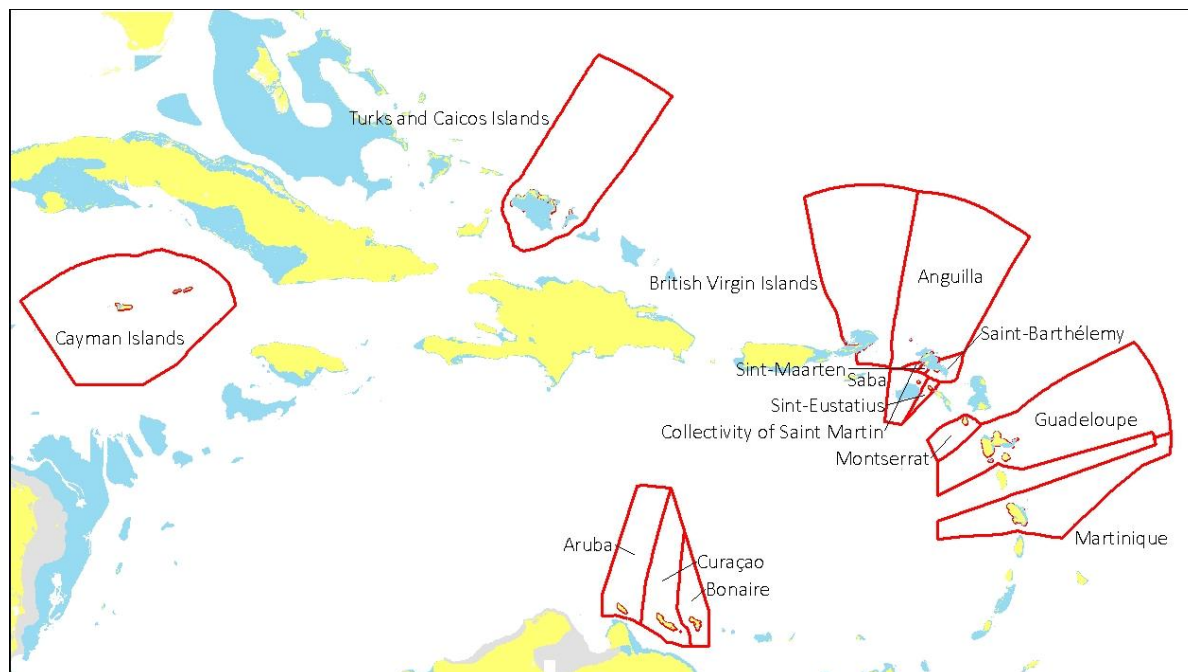 Turks and Caicos Islands
British Virgin Islands
Anguilla
Cayman Islands
Saint-Barthélemy
Sint-Maarten
Saba
Sint-Eustatius
Collectivity of Saint Martin
Guadeloupe
Montserrat
Martinique
Aruba
Curaçao
Bonaire